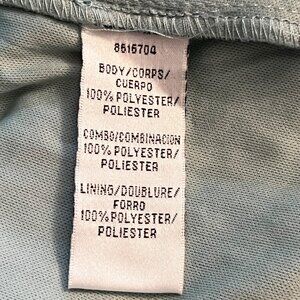 8616704
BODY/CORPS/
CUERPO
100% POLYESTER/
POLIESTER
COMBO/COMBINACION
100% POLYESTER/
POLIESTER
LINING/DOUBLURE/
FORRO
100% POLYESTER/
POLIESTER